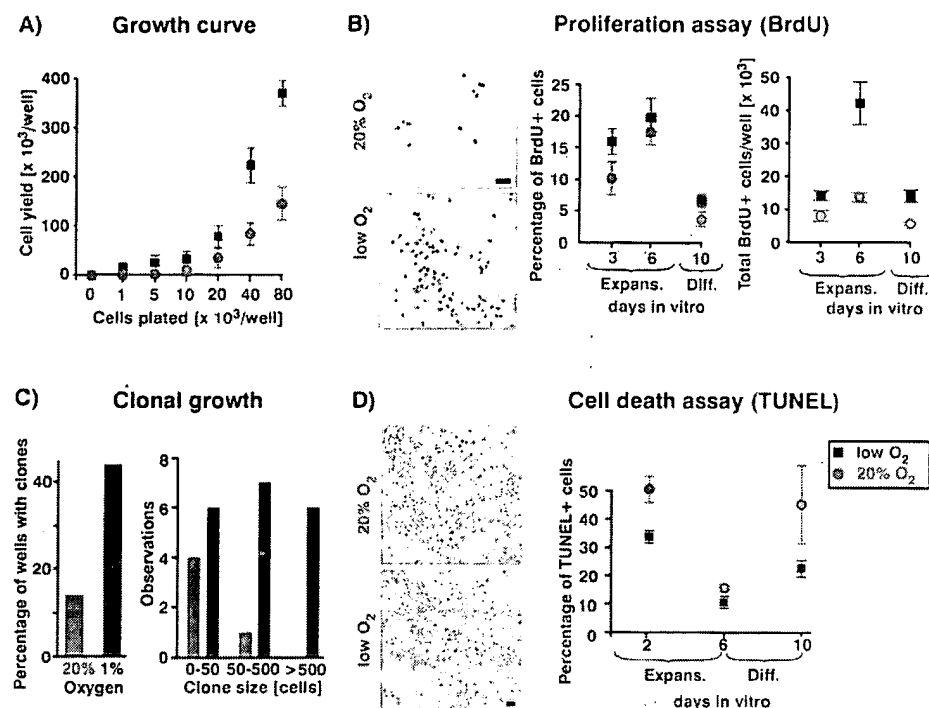 A) Growth curve
Cell yield [x 10³/well]
400
300
200
100
0
0 1 5 10 20 40 80
Cells plated [x 10³/well]
B) Proliferation assay (BrdU)
20% O₂
low O₂
Percentage of BrdU+ cells
25
20
15
10
5
0
3 6 10
Expans. Diff.
days in vitro
Total BrdU+ cells/well [x 10³]
50
40
30
20
10
0
3 6 10
Expans. Diff.
days in vitro
C) Clonal growth
Percentage of wells with clones
40
20
0
20% 1%
Oxygen
Observations
8
6
4
2
0
0-50 50-500 >500
Clone size [cells]
D) Cell death assay (TUNEL)
20% O₂
low O₂
low O₂
20% O₂
Percentage of TUNEL+ cells
50
40
30
20
10
0
2 6 10
Expans. Diff.
days in vitro